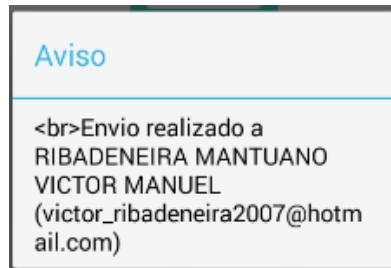 Aviso
<br>Envio realizado a
RIBADENEIRA MANTUANO
VICTOR MANUEL
(victor_ribadeneira2007@hotm
ail.com)